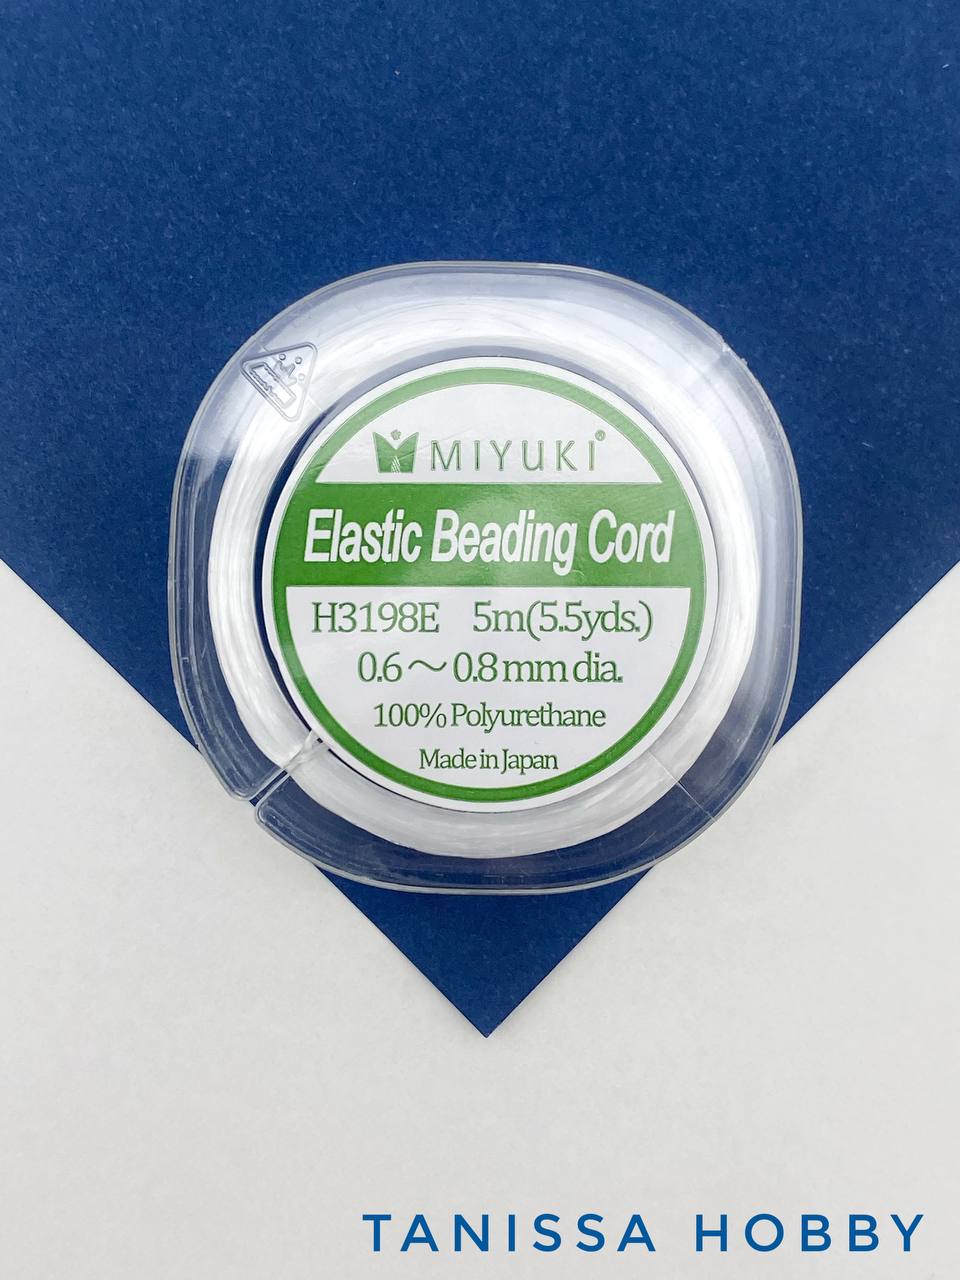 MIYUKI®
Elastic Beading Cord
H3198E 5m(5.5yds.)
0.6～0.8mm dia.
100% Polyurethane
Made in Japan
TANISSA HOBBY